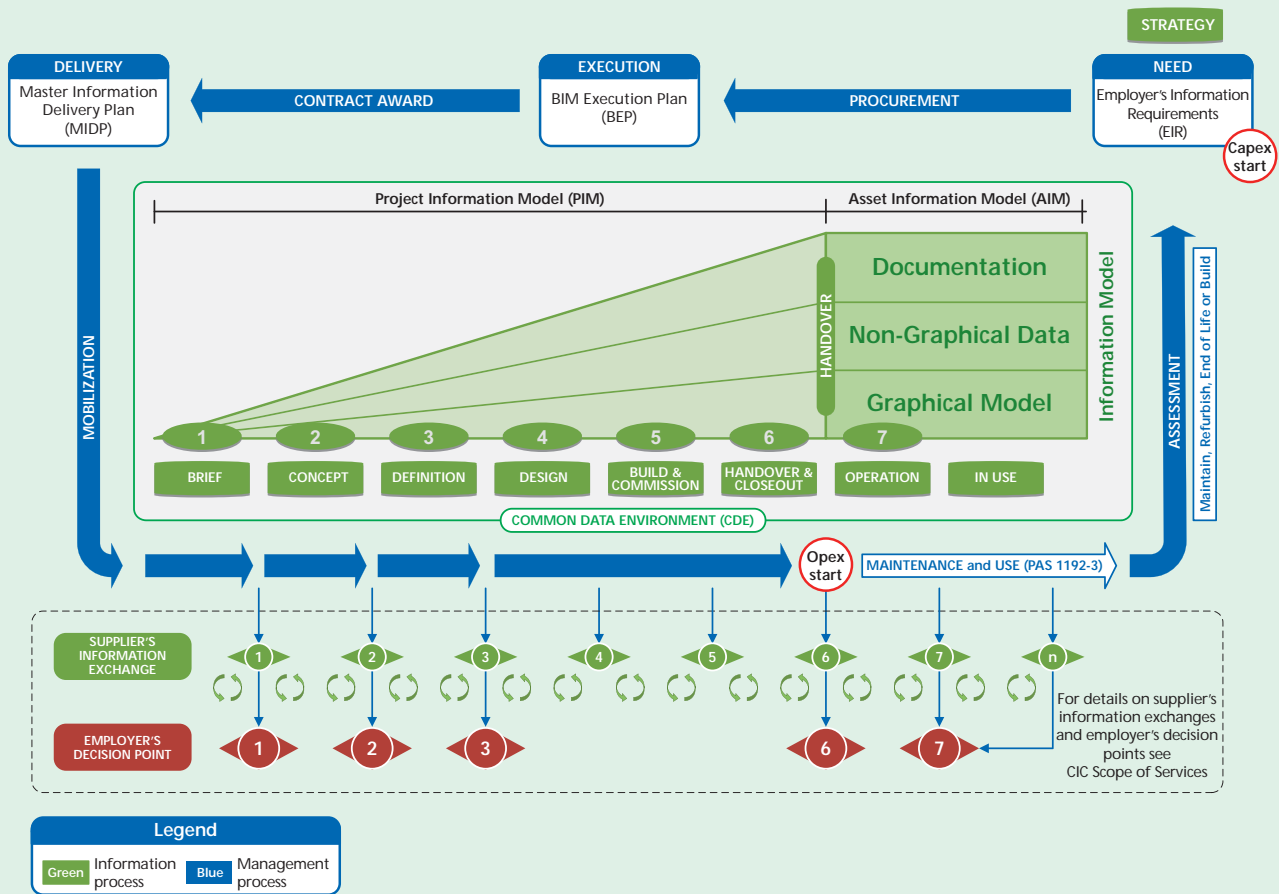 STRATEGY
DELIVERY
Master Information
Delivery Plan
(MIDP)
CONTRACT AWARD
EXECUTION
BIM Execution Plan
(BEP)
PROCUREMENT
NEED
Employer's Information
Requirements
(EIR)
Capex
start
Project Information Model (PIM)
Asset Information Model (AIM)
MOBILIZATION
Documentation
Non-Graphical Data
Graphical Model
HANDOVER
Information Model
ASSESSMENT
Maintain, Refurbish, End of Life or Build
1
2
3
4
5
6
7
BRIEF
CONCEPT
DEFINITION
DESIGN
BUILD &
COMMISSION
HANDOVER &
CLOSEOUT
OPERATION
IN USE
COMMON DATA ENVIRONMENT (CDE)
Opex
start
MAINTENANCE and USE (PAS 1192-3)
SUPPLIER'S
INFORMATION
EXCHANGE
1
2
3
4
5
6
7
n
EMPLOYER'S
DECISION POINT
1
2
3
6
7
For details on supplier's
information exchanges
and employer's decision
points see
CIC Scope of Services
Legend
Green
Information
process
Blue
Management
process